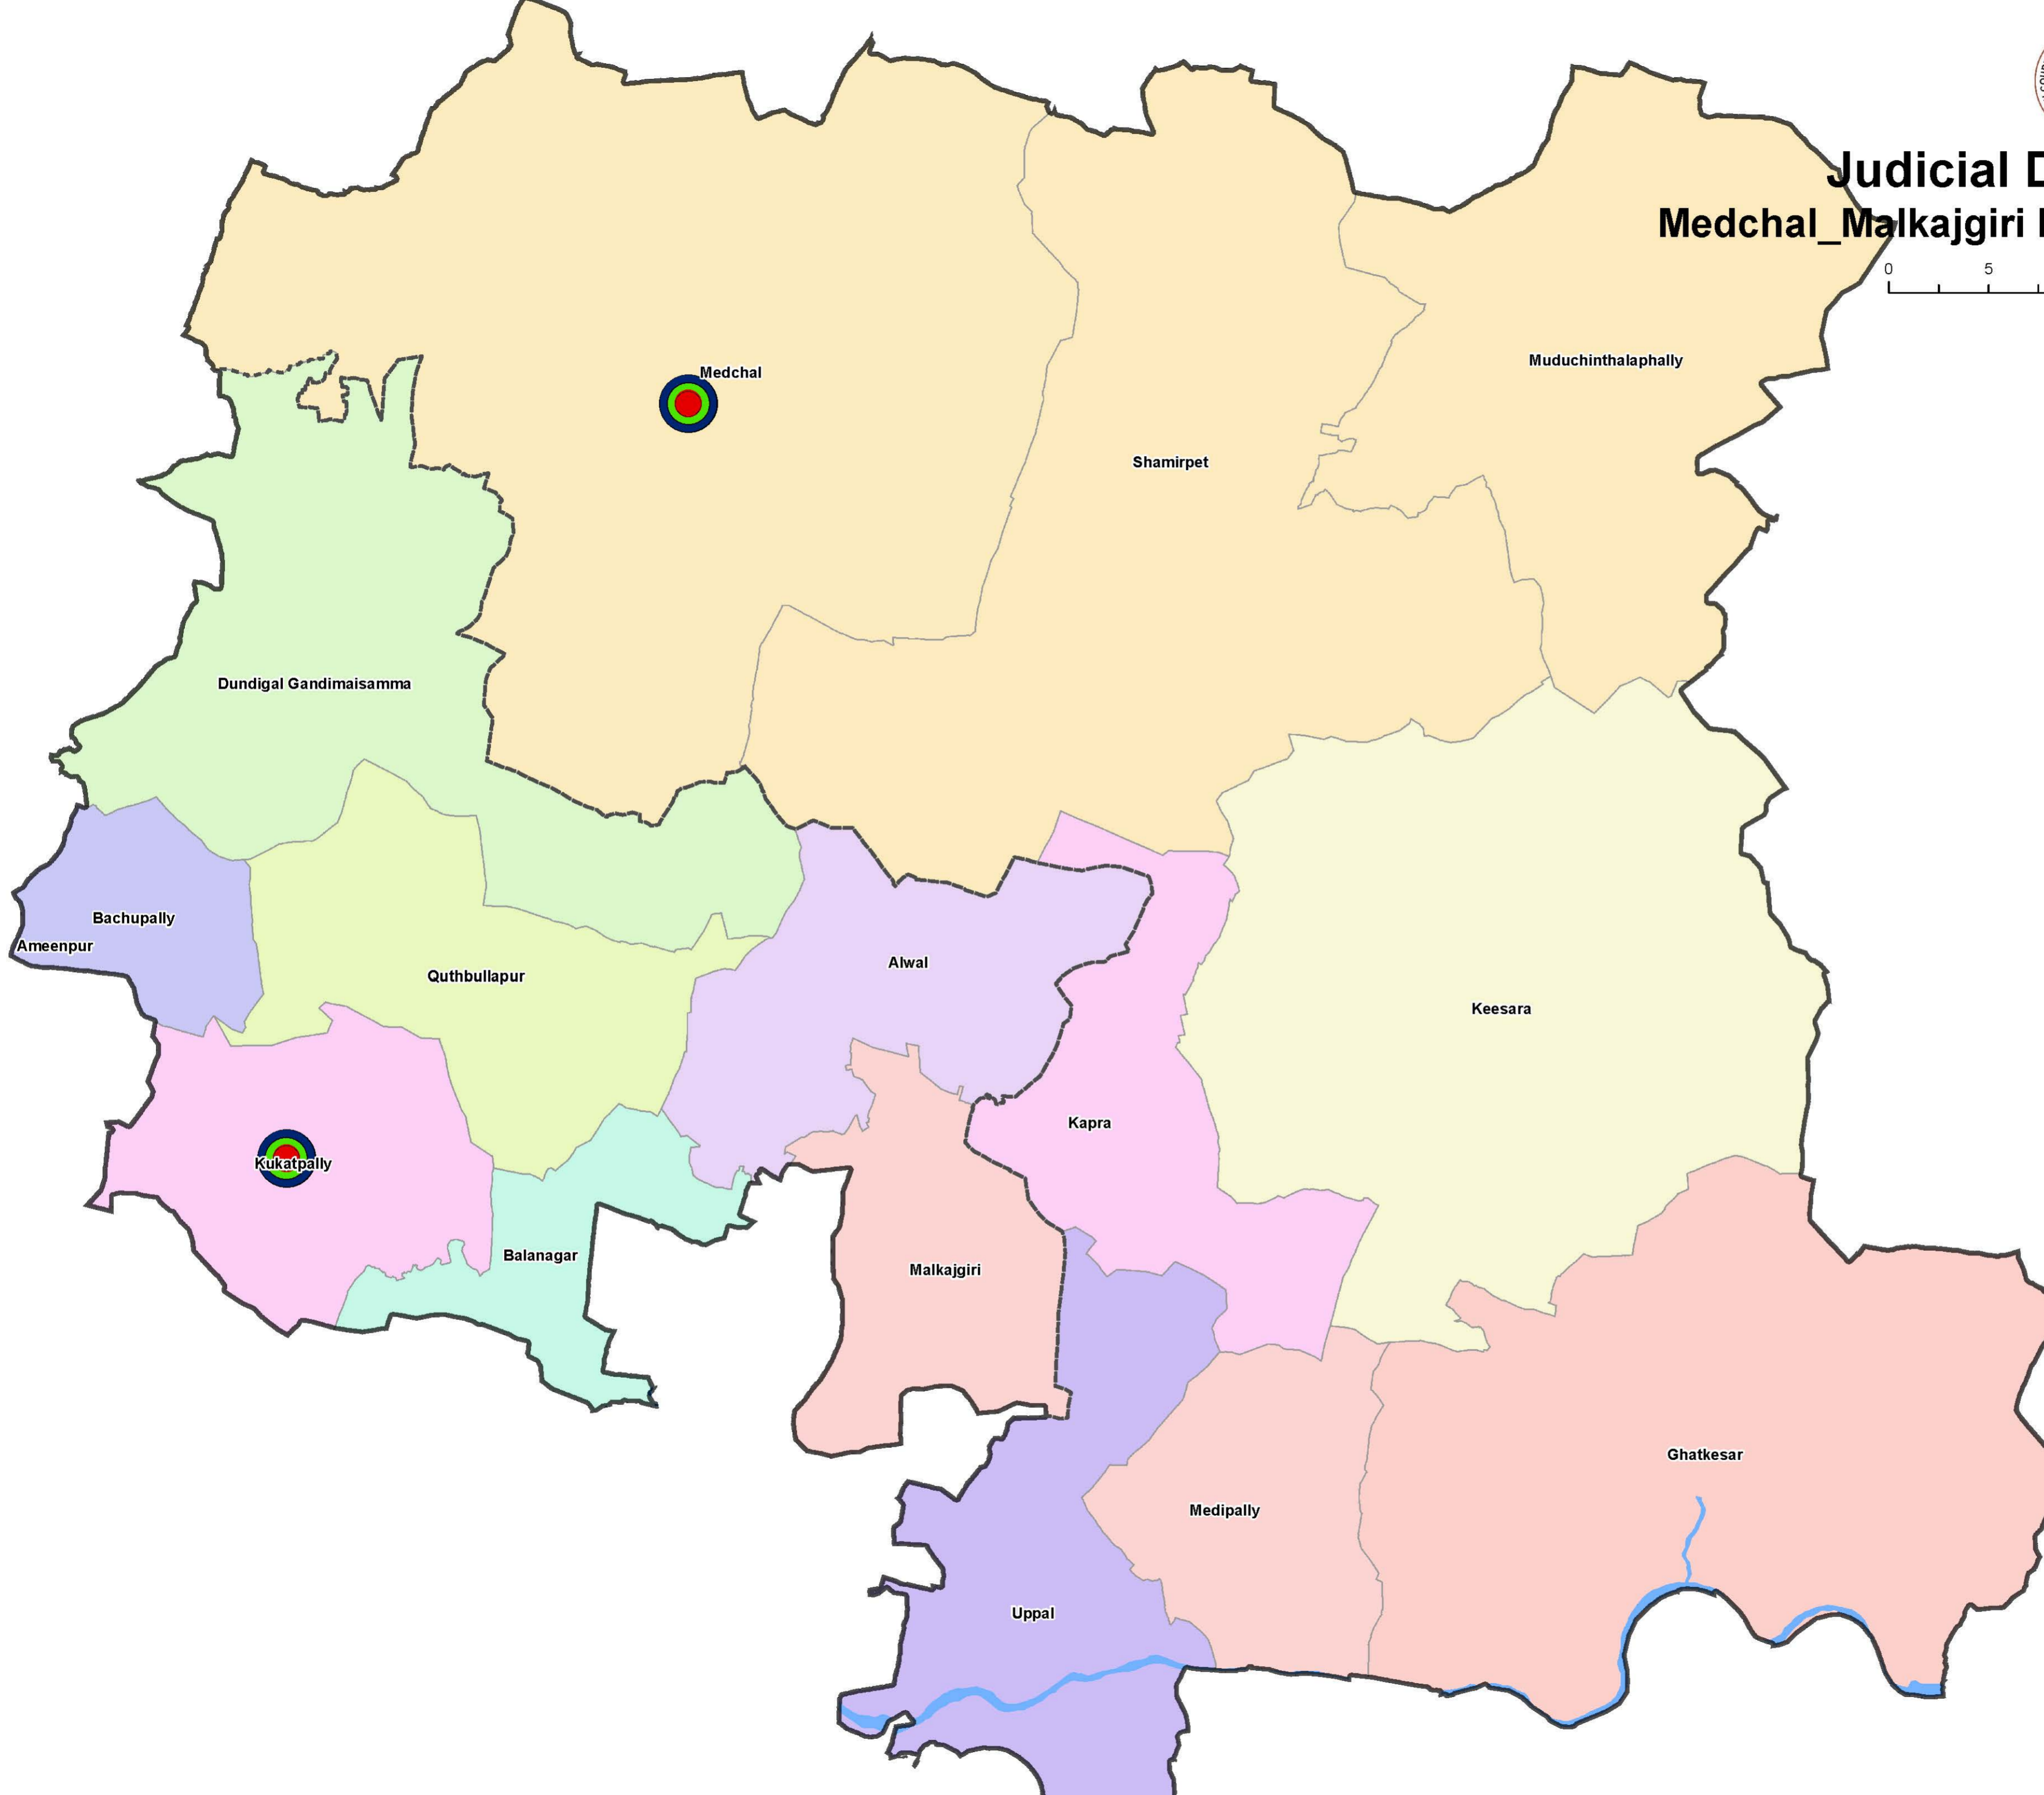 Judicial
Medchal_Malkajgiri
0 5
Medchal
Muduchinthalaphally
Shamirpet
Dundigal Gandimaisamma
Bachupally
Ameenpur
Quthbullapur
Alwal
Keesara
Kapra
Kukatpally
Balanagar
Malkajgiri
Ghatkesar
Medipally
Uppal